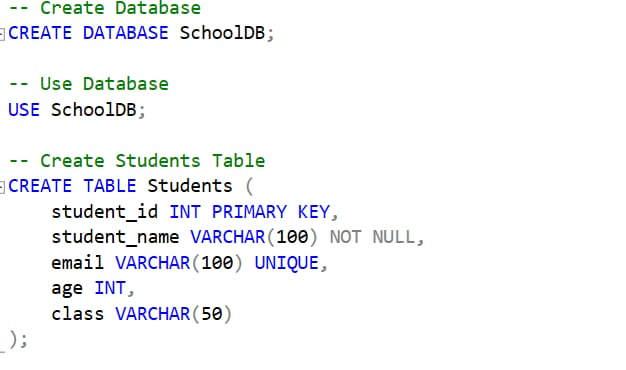 -- Create Database
CREATE DATABASE SchoolDB;
-- Use Database
USE SchoolDB;
-- Create Students Table
CREATE TABLE Students (
    student_id INT PRIMARY KEY,
    student_name VARCHAR(100) NOT NULL,
    email VARCHAR(100) UNIQUE,
    age INT,
    class VARCHAR(50)
);